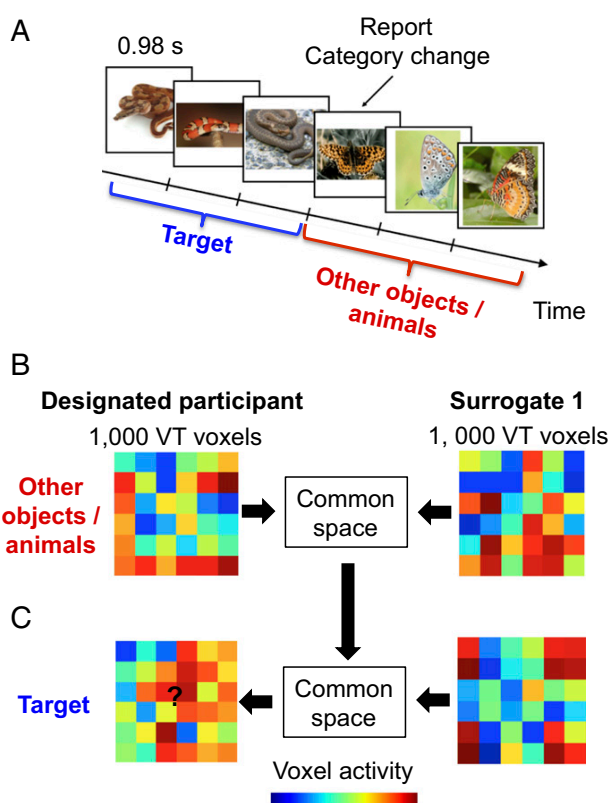 A
Report
Category change
0.98 s
Target
Other objects /
animals
Time
B
Designated participant
Surrogate 1
1,000 VT voxels
1, 000 VT voxels
Other
objects /
animals
Common
space
C
Target
?
Common
space
Voxel activity